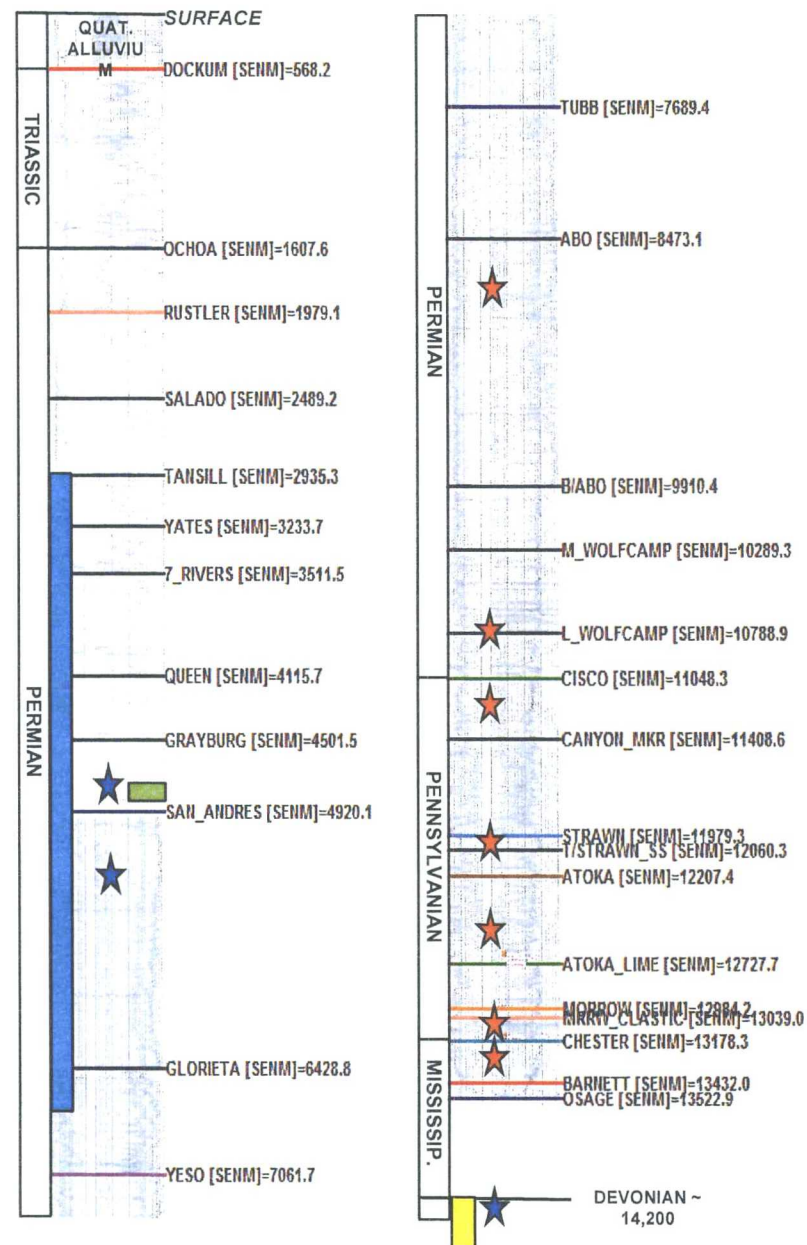 SURFACE
QUAT.
ALLUVIU
M
DOCKUM [SENM]=568.2
TRIASSIC
OCHOA [SENM]=1607.6
RUSTLER [SENM]=1979.1
SALADO [SENM]=2489.2
TANSILL [SENM]=2935.3
YATES [SENM]=3233.7
7_RIVERS [SENM]=3511.5
QUEEN [SENM]=4115.7
PERMIAN
GRAYBURG [SENM]=4501.5
SAN_ANDRES [SENM]=4920.1
GLORIETA [SENM]=6428.8
YESO [SENM]=7061.7
TUBB [SENM]=7689.4
ABO [SENM]=8473.1
PERMIAN
B/ABO [SENM]=9910.4
M_WOLFCAMP [SENM]=10289.3
L_WOLFCAMP [SENM]=10788.9
CISCO [SENM]=11048.3
CANYON_MKR [SENM]=11408.6
PENNSYLVANIAN
STRAWN [SENM]=11979.3
T/STRAWN_SS [SENM]=12060.3
ATOKA [SENM]=12207.4
ATOKA_LIME [SENM]=12727.7
MORROW [SENM]=12984.2
MRRW_CLASTIC [SENM]=13039.0
CHESTER [SENM]=13178.3
MISSISSIP.
BARNETT [SENM]=13432.0
OSAGE [SENM]=13522.9
DEVONIAN ~
14,200